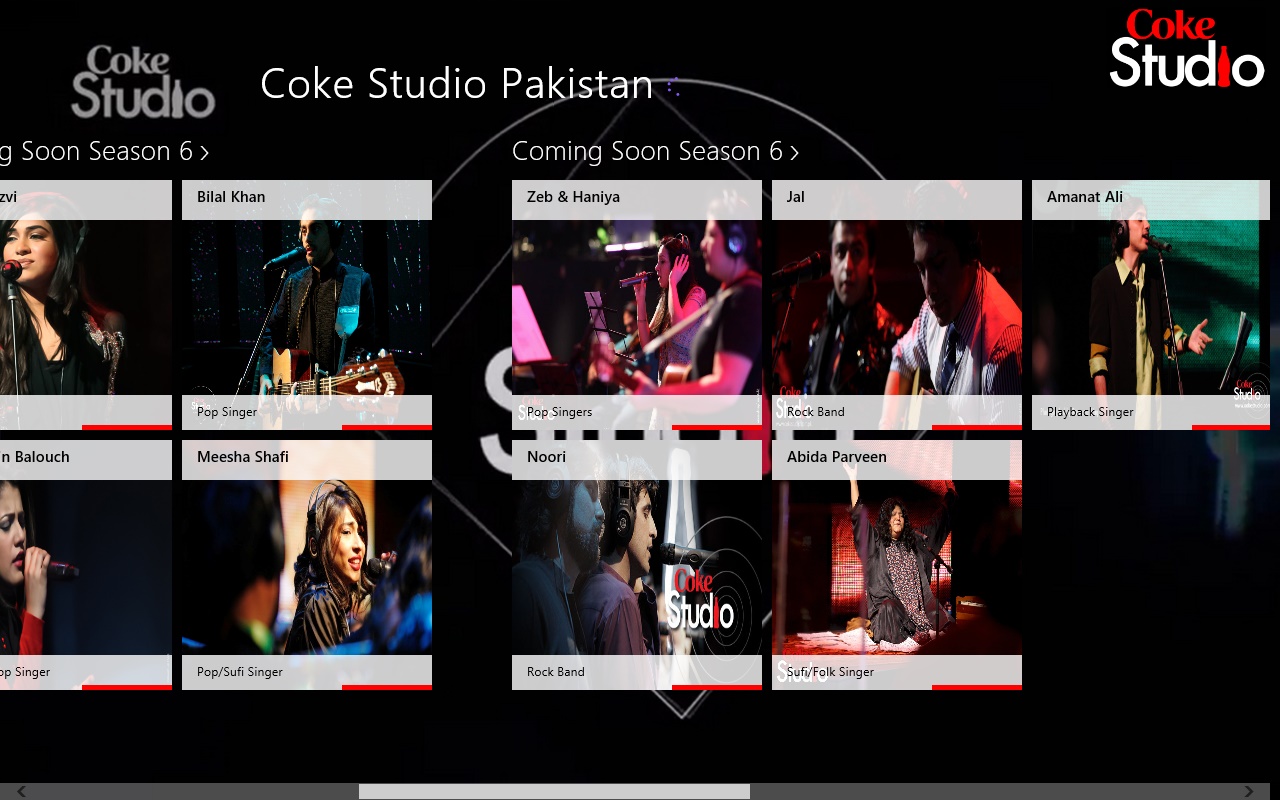 Coke
Studio
Coke Studio Pakistan
Coke
Studio
g Soon Season 6
Coming Soon Season 6
zvi
Bilal Khan
Zeb & Haniya
Jal
Amanat Ali
Pop Singer
Pop Singers
Rock Band
Playback Singer
Coke
Studio
n Balouch
Meesha Shafi
Noori
Abida Parveen
Coke
Studio
op Singer
Pop/Sufi Singer
Rock Band
Sufi/Folk Singer